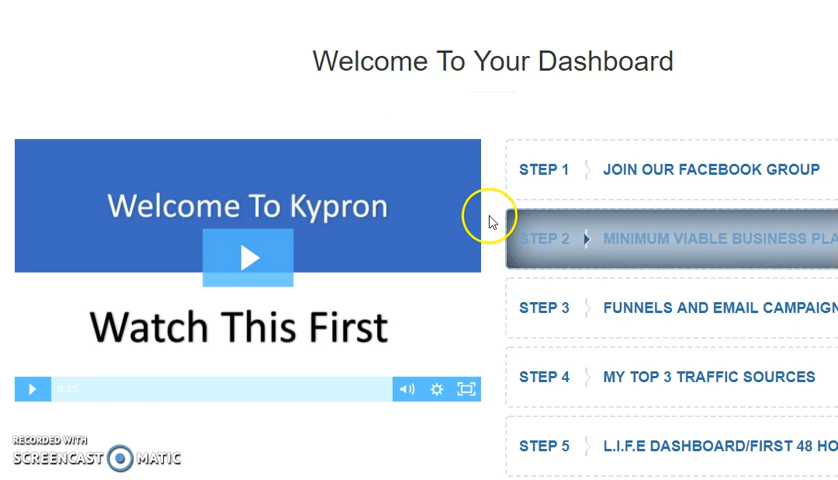 Welcome To Your Dashboard
Welcome To Kypron
Watch This First
STEP 1 JOIN OUR FACEBOOK GROUP
STEP 2 MINIMUM VIABLE BUSINESS PLA
STEP 3 FUNNELS AND EMAIL CAMPAIGN
STEP 4 MY TOP 3 TRAFFIC SOURCES
STEP 5 L.I.F.E DASHBOARD/FIRST 48 HO
RECORDED WITH
SCREENCAST MATIC